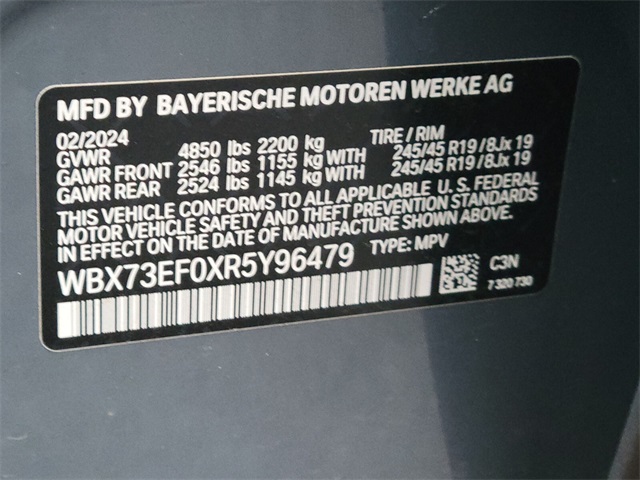 MFD BY BAYERISCHE MOTOREN WERKE AG
02/2024 TIRE / RIM
GVWR 4850 lbs 2200 kg
GAWR FRONT 2546 lbs 1155 kg WITH 245/45 R19 / 8Jx 19
GAWR REAR 2524 lbs 1145 kg WITH 245/45 R19 / 8Jx 19
THIS VEHICLE CONFORMS TO ALL APPLICABLE U. S. FEDERAL
MOTOR VEHICLE SAFETY AND THEFT PREVENTION STANDARDS
IN EFFECT ON THE DATE OF MANUFACTURE SHOWN ABOVE.
WBX73EF0XR5Y96479 TYPE: MPV C3N
7 320 730